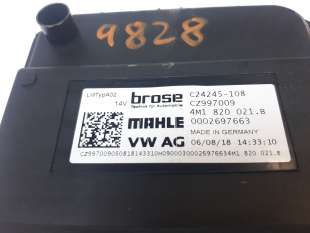 9828
LütTypA02
14V
brose
Technik für Automobile
C24245-108
CZ997009
4M1 820 021.B
0002697663
MAHLE
VW AG
MADE IN GERMANY
06/08/18 14:33:10